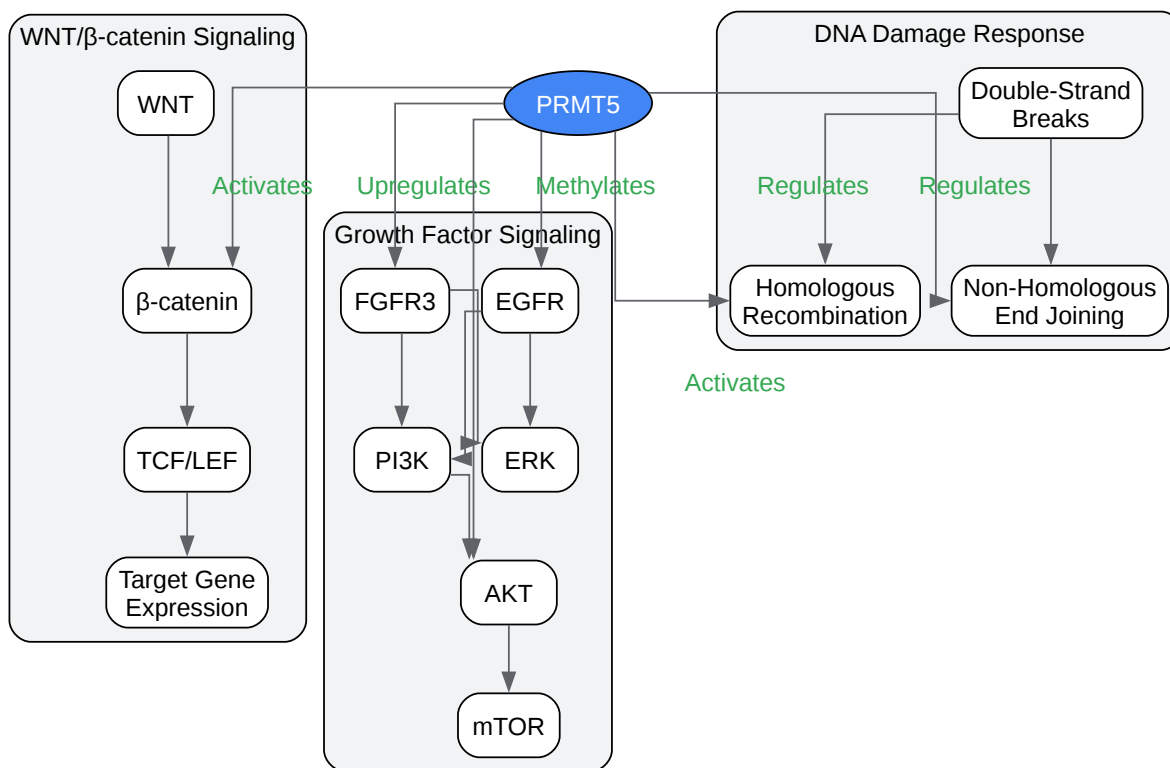 WNT/β-catenin Signaling
DNA Damage Response
WNT
PRMT5
Double-Strand
Breaks
Activates
Upregulates
Methylates
Regulates
Regulates
Growth Factor Signaling
β-catenin
FGFR3
EGFR
Homologous
Recombination
Non-Homologous
End Joining
Activates
TCF/LEF
PI3K
ERK
Target Gene
Expression
AKT
mTOR